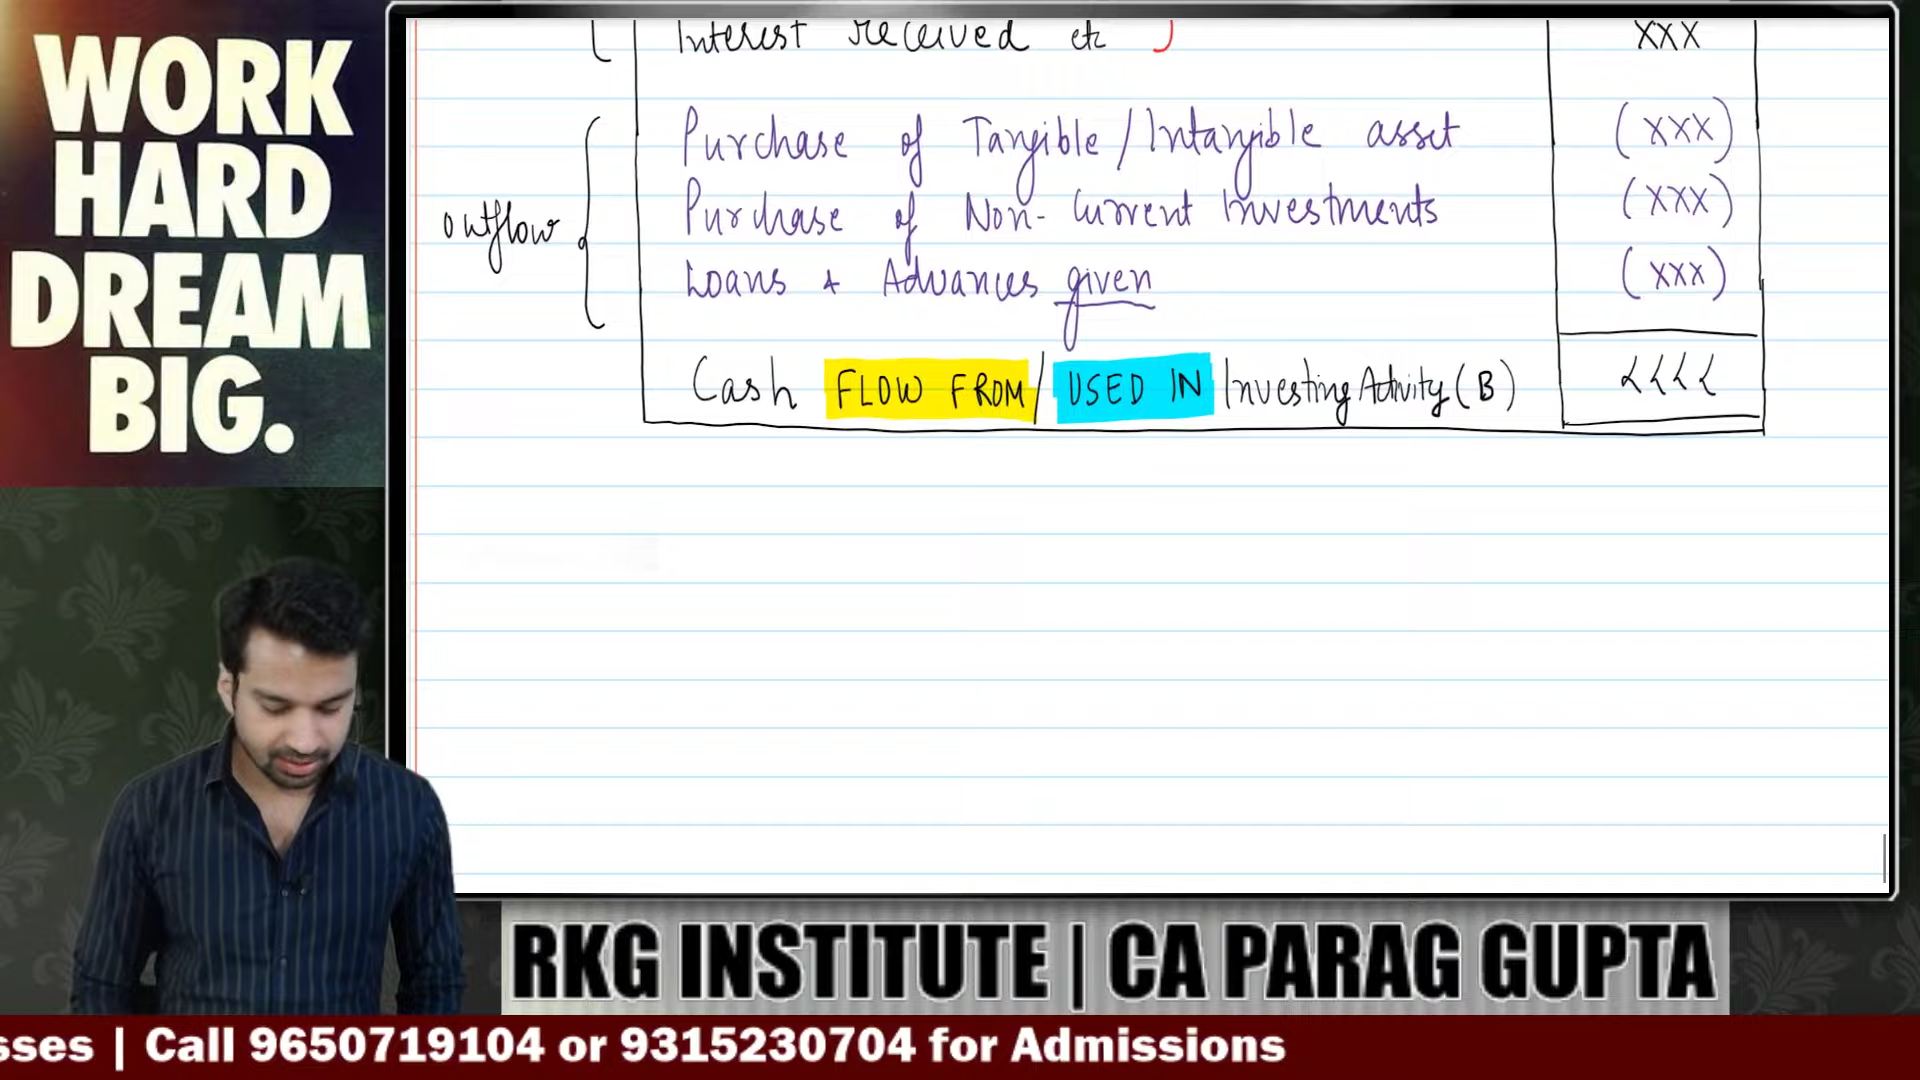 WORK
HARD
DREAM
BIG.
Interest received etc XXX
Purchase of Tangible/Intangible asset (XXX)
outflow
Purchase of Non-Current Investments (XXX)
Loans & Advances given (XXX)
Cash FLOW FROM/USED IN Investing Activity (B)
RKG INSTITUTE | CA PARAG GUPTA
sses | Call 9650719104 or 9315230704 for Admissions